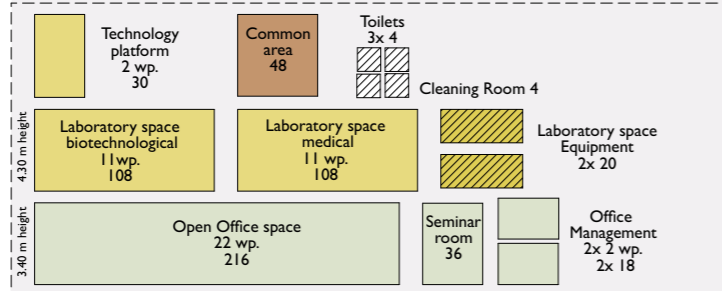 Technology
platform
2 wp.
30
Common
area
48
Toilets
3x 4
Cleaning Room 4
4.30 m height
Laboratory space
biotechnological
11wp.
108
Laboratory space
medical
11 wp.
108
Laboratory space
Equipment
2x 20
3.40 m height
Open Office space
22 wp.
216
Seminar
room
36
Office
Management
2x 2 wp.
2x 18